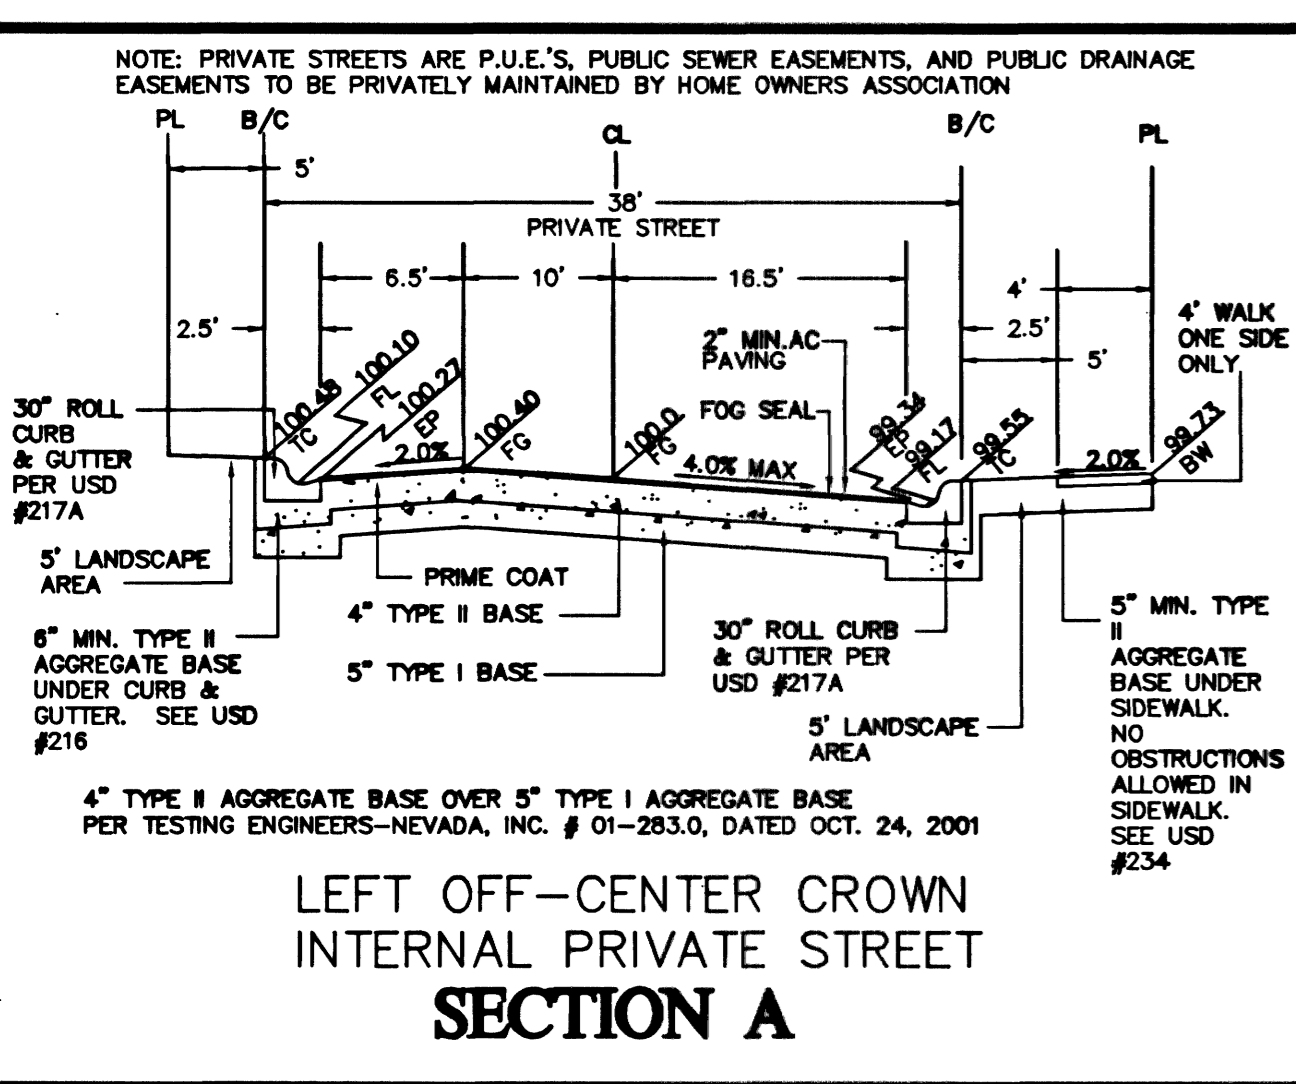 NOTE: PRIVATE STREETS ARE P.U.E.'S, PUBLIC SEWER EASEMENTS, AND PUBLIC DRAINAGE
EASEMENTS TO BE PRIVATELY MAINTAINED BY HOME OWNERS ASSOCIATION
PL
B/C
CL
B/C
PL
5'
38'
PRIVATE STREET
6.5'
10'
16.5'
4'
2.5'
2.5'
5'
4' WALK
ONE SIDE
ONLY
2" MIN.AC
PAVING
FOG SEAL
100.48
TC
100.10
FL
100.27
EP
100.40
FG
100.0
FG
99.34
EP
99.17
FL
99.55
TC
99.73
BW
2.0%
4.0% MAX
2.0%
30" ROLL
CURB
& GUTTER
PER USD
#217A
5' LANDSCAPE
AREA
PRIME COAT
4" TYPE II BASE
5" TYPE I BASE
6" MIN. TYPE II
AGGREGATE BASE
UNDER CURB &
GUTTER. SEE USD
#216
30" ROLL CURB
& GUTTER PER
USD #217A
5' LANDSCAPE
AREA
5" MIN. TYPE
II
AGGREGATE
BASE UNDER
SIDEWALK.
NO
OBSTRUCTIONS
ALLOWED IN
SIDEWALK.
SEE USD
#234
4" TYPE II AGGREGATE BASE OVER 5" TYPE I AGGREGATE BASE
PER TESTING ENGINEERS-NEVADA, INC. # 01-283.0, DATED OCT. 24, 2001
LEFT OFF-CENTER CROWN
INTERNAL PRIVATE STREET
SECTION A